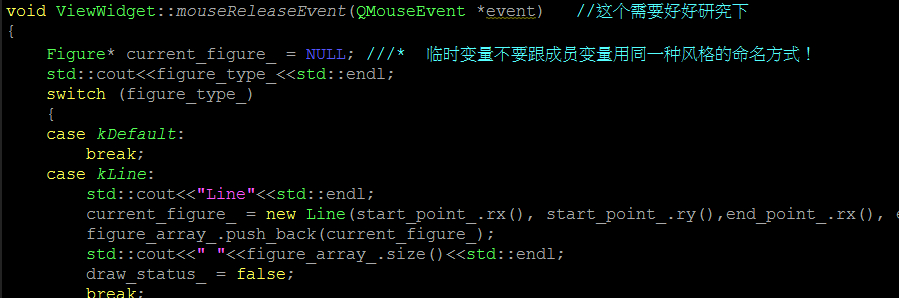 void ViewWidget::mouseReleaseEvent(QMouseEvent *event)   //这个需要好好研究下
{
    Figure* current_figure_ = NULL; ///*  临时变量不要跟成员变量用同一种风格的命名方式！
    std::cout<<figure_type_<<std::endl;
    switch (figure_type_)
    {
    case kDefault:
        break;
    case kLine:
        std::cout<<"Line"<<std::endl;
        current_figure_ = new Line(start_point_.rx(), start_point_.ry(),end_point_.rx(),
        figure_array_.push_back(current_figure_);
        std::cout<<" "<<figure_array_.size()<<std::endl;
        draw_status_ = false;
        break;